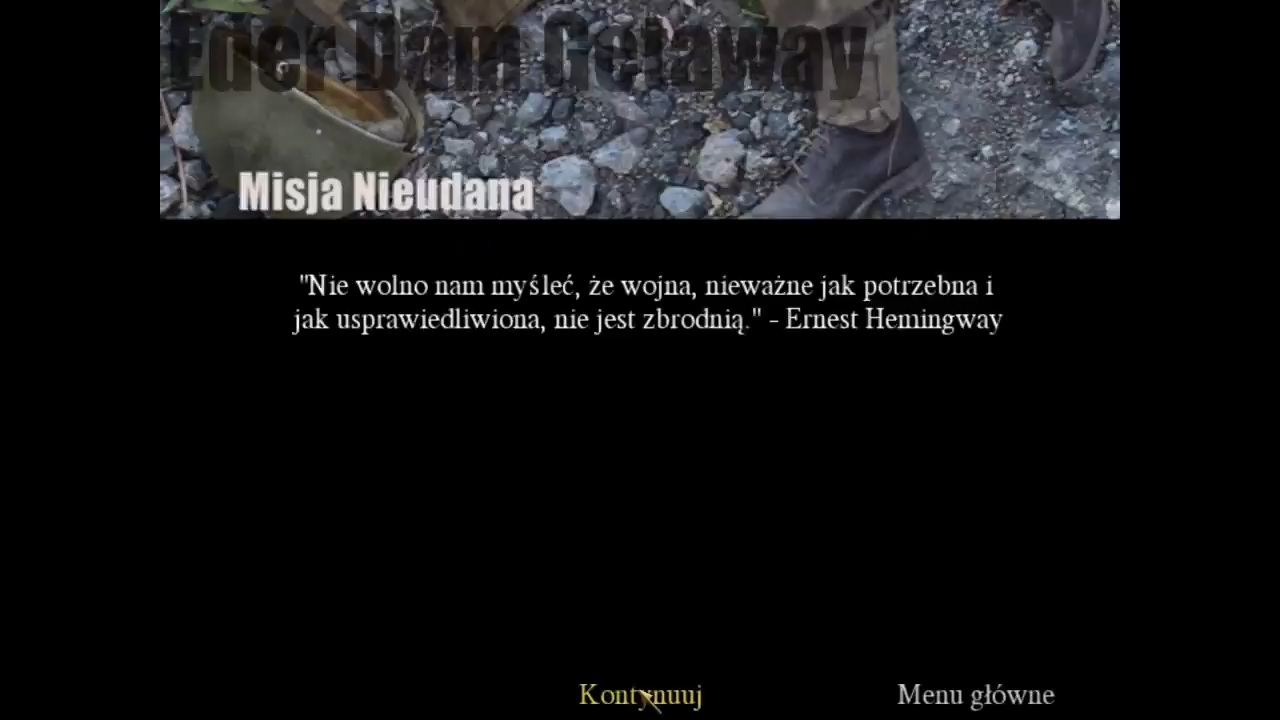 Eder Dam Getaway
Misja Nieudana
"Nie wolno nam myśleć, że wojna, nieważne jak potrzebna i
jak usprawiedliwiona, nie jest zbrodnią." - Ernest Hemingway
Kontynuuj
Menu główne